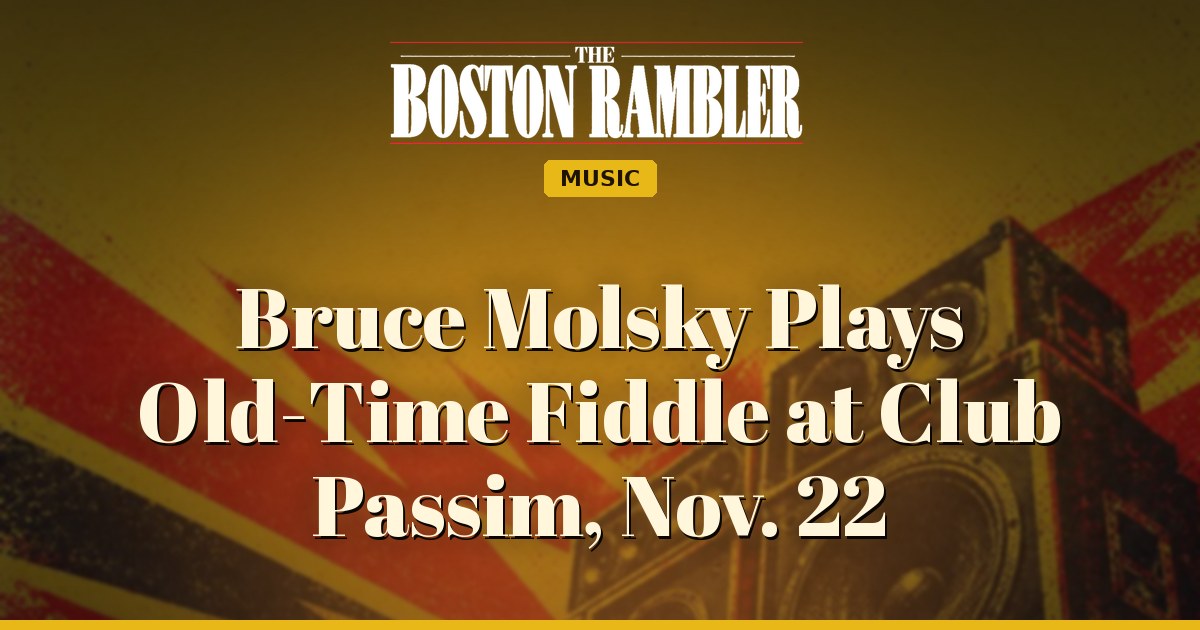 THE
BOSTON RAMBLER
MUSIC
Bruce Molsky Plays
Old-Time Fiddle at Club
Passim, Nov. 22